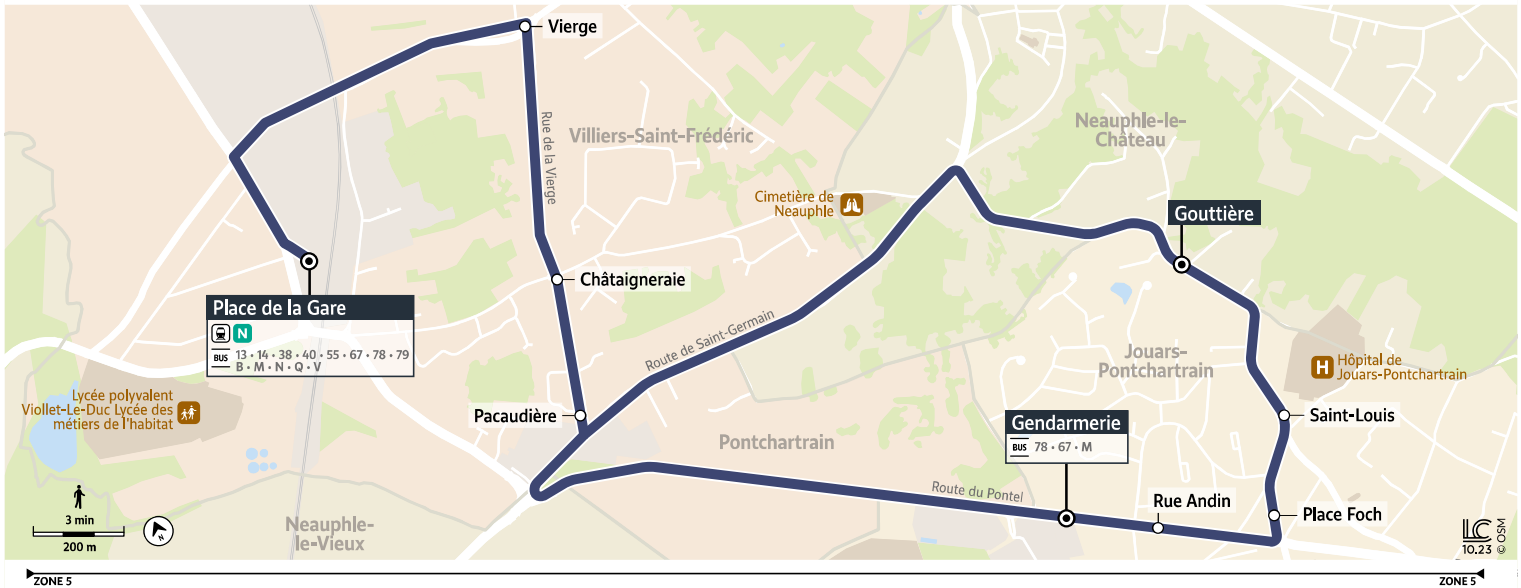 Vierge
Rue de la Vierge
Villiers-Saint-Frédéric
Neauphle-le-
Château
Cimetière de
Neauphle
Gouttière
Châtaigneraie
Place de la Gare
N
BUS 13 • 14 • 38 • 40 • 55 • 67 • 78 • 79
B • M • N • Q • V
Route de Saint-Germain
Jouars-
Pontchartrain
H
Hôpital de
Jouars-Pontchartrain
Lycée polyvalent
Viollet-Le-Duc Lycée des
métiers de l'habitat
Pacaudière
Pontchartrain
Gendarmerie
BUS 78 • 67 • M
Saint-Louis
Route du Pontel
Rue Andin
Place Foch
3 min
200 m
N
Neauphle-
le-Vieux
LC
10.23
© OSM
ZONE 5
ZONE 5